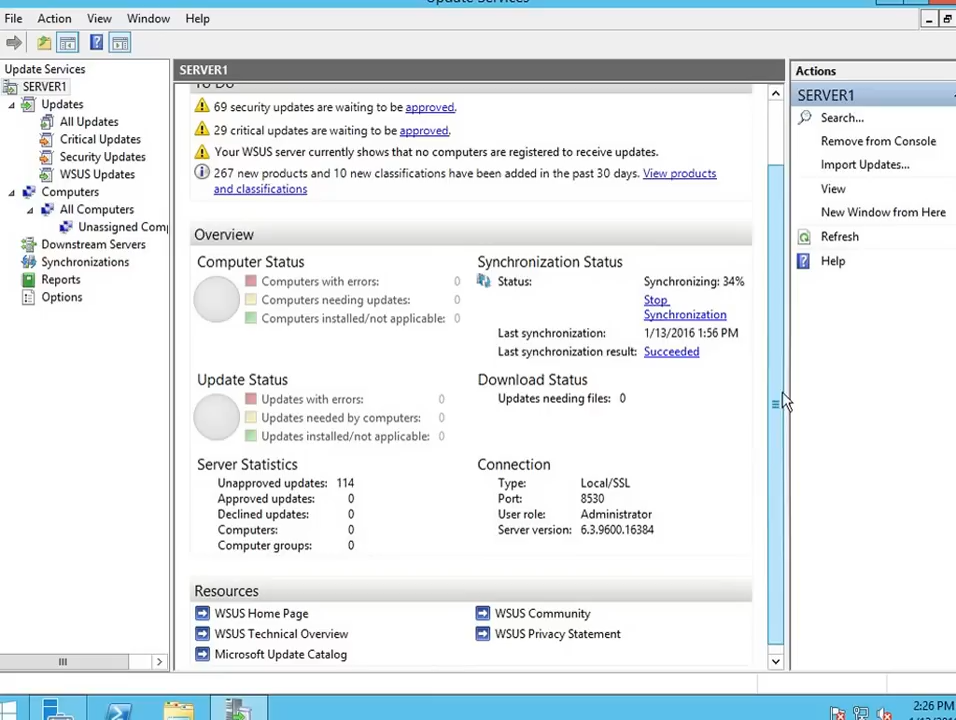 Update Services
File Action View Window Help
Update Services
SERVER1
Updates
All Updates
Critical Updates
Security Updates
WSUS Updates
Computers
All Computers
Unassigned Comp
Downstream Servers
Synchronizations
Reports
Options
SERVER1
To Do
69 security updates are waiting to be approved.
29 critical updates are waiting to be approved.
Your WSUS server currently shows that no computers are registered to receive updates.
267 new products and 10 new classifications have been added in the past 30 days. View products
and classifications
Overview
Computer Status
Computers with errors: 0
Computers needing updates: 0
Computers installed/not applicable: 0
Synchronization Status
Status: Synchronizing: 34%
Stop
Synchronization
Last synchronization: 1/13/2016 1:56 PM
Last synchronization result: Succeeded
Update Status
Updates with errors: 0
Updates needed by computers: 0
Updates installed/not applicable: 0
Download Status
Updates needing files: 0
Server Statistics
Unapproved updates: 114
Approved updates: 0
Declined updates: 0
Computers: 0
Computer groups: 0
Connection
Type: Local/SSL
Port: 8530
User role: Administrator
Server version: 6.3.9600.16384
Resources
WSUS Home Page
WSUS Technical Overview
Microsoft Update Catalog
WSUS Community
WSUS Privacy Statement
Actions
SERVER1
Search...
Remove from Console
Import Updates...
View
New Window from Here
Refresh
Help
2:26 PM